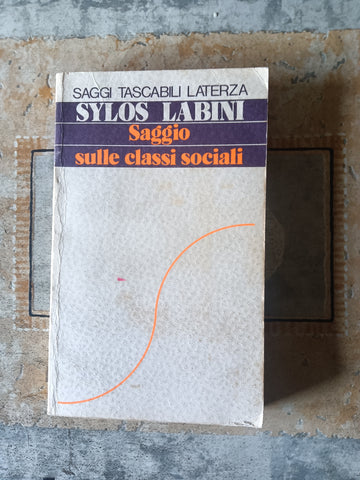 SAGGI TASCABILI LATERZA
SYLOS LABINI
Saggio
sulle classi sociali